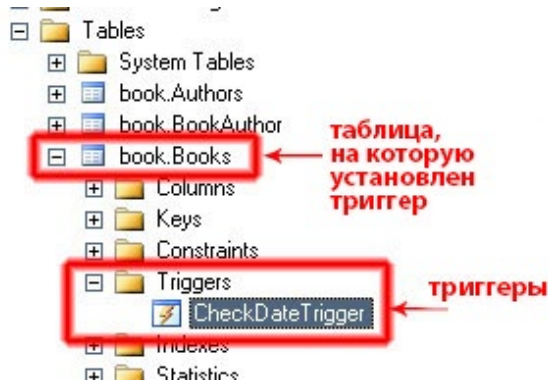 Tables
System Tables
book.Authors
book.BookAuthor
book.Books
таблица,
на которую
установлен
триггер
Columns
Keys
Constraints
Triggers
триггеры
CheckDateTrigger
Indexes
Statistics